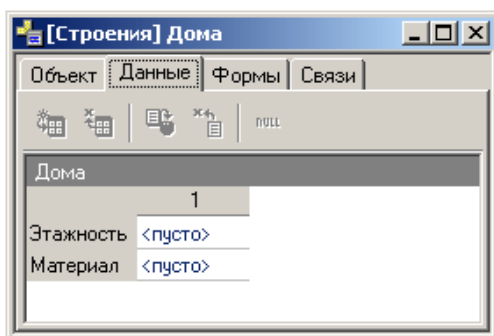 [Строения] Дома
Объект Данные Формы Связи
NULL
Дома
1
Этажность <пусто>
Материал <пусто>